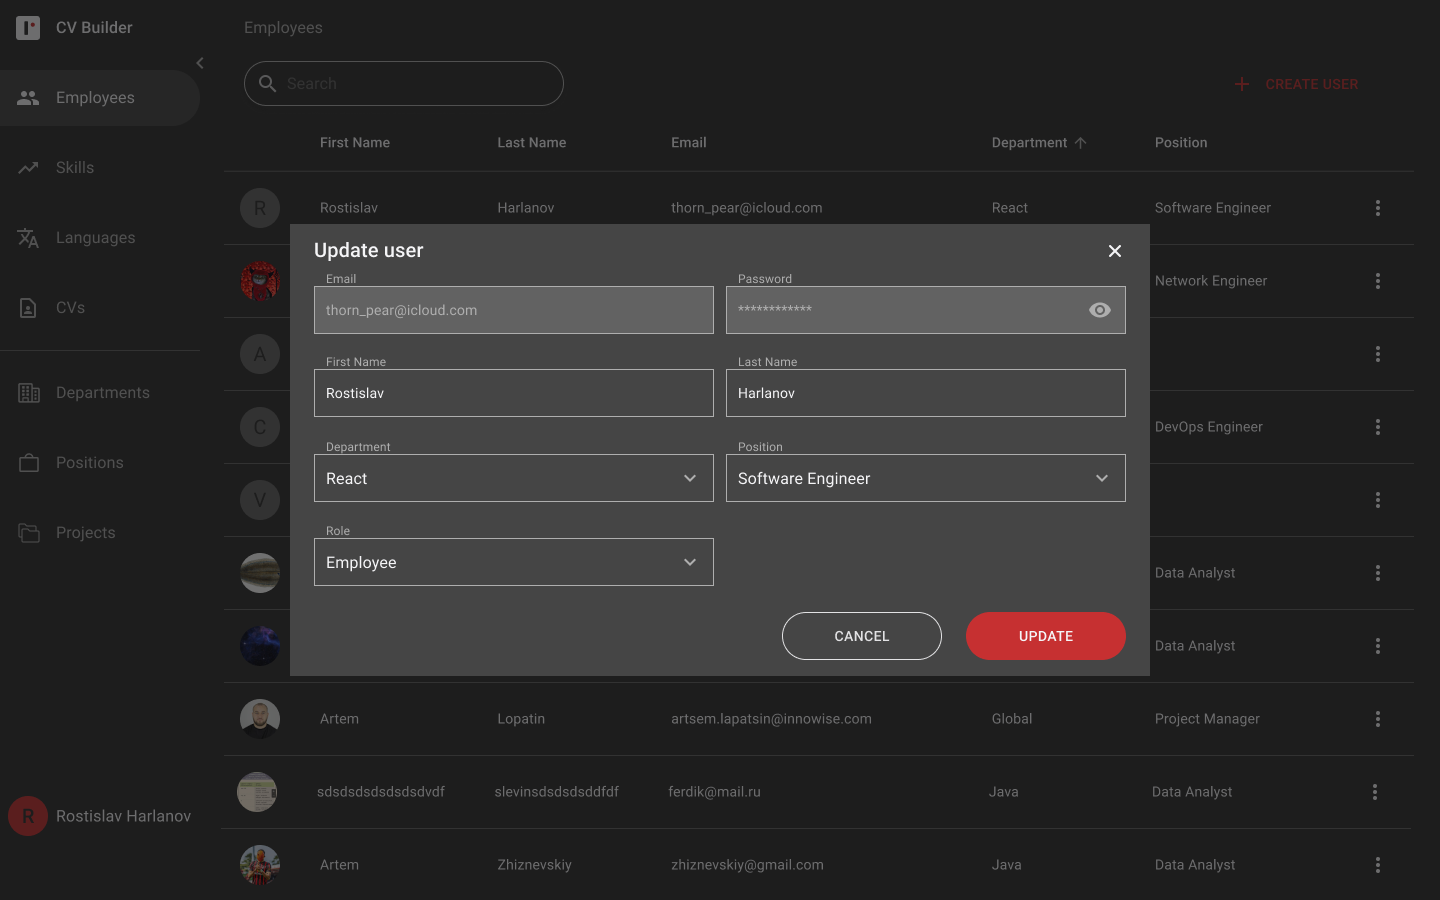 CV Builder
Employees
Search
CREATE USER
Employees
Skills
Languages
CVs
Departments
Positions
Projects
R Rostislav Harlanov
First Name Last Name Email Department Position
R Rostislav Harlanov thorn_pear@icloud.com React Software Engineer
Network Engineer
A
C DevOps Engineer
V
Data Analyst
Data Analyst
Update user
Email Password
thorn_pear@icloud.com ************
First Name Last Name
Rostislav Harlanov
Department Position
React Software Engineer
Role
Employee
CANCEL UPDATE
Artem Lopatin artsem.lapatsin@innowise.com Global Project Manager
sdsdsdsdsdsdsdvdf slevinsdsdsdsddfdf ferdik@mail.ru Java Data Analyst
Artem Zhiznevskiy zhiznevskiy@gmail.com Java Data Analyst